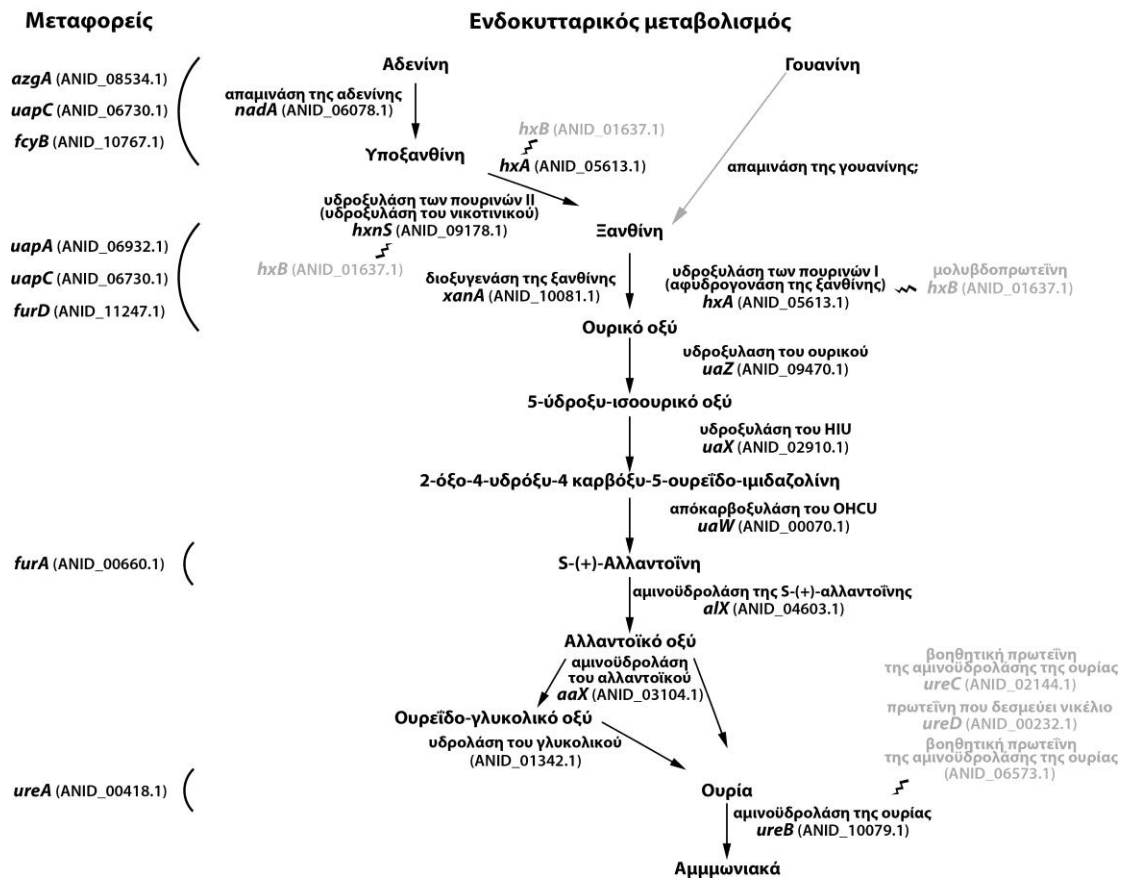 Μεταφορείς
Ενδοκυτταρικός μεταβολισμός
azgA (ANID_08534.1)
uapC (ANID_06730.1)
fcyB (ANID_10767.1)
Αδενίνη
Γουανίνη
απαμινάση της αδενίνης
nadA (ANID_06078.1)
hxB (ANID_01637.1)
Υποξανθίνη
hxA (ANID_05613.1)
απαμινάση της γουανίνης;
υδροξυλάση των πουρινών II
(υδροξυλάση του νικοτινικού)
hxnS (ANID_09178.1)
Ξανθίνη
uapA (ANID_06932.1)
uapC (ANID_06730.1)
furD (ANID_11247.1)
hxB (ANID_01637.1)
διοξυγενάση της ξανθίνης
xanA (ANID_10081.1)
υδροξυλάση των πουρινών I
(αφυδρογονάση της ξανθίνης)
hxA (ANID_05613.1)
μολυβδοπρωτεΐνη
hxB (ANID_01637.1)
Ουρικό οξύ
υδροξυλαση του ουρικού
uaZ (ANID_09470.1)
5-ύδροξυ-ισοουρικό οξύ
υδροξυλάση του HIU
uaX (ANID_02910.1)
2-όξο-4-υδρόξυ-4 καρβόξυ-5-ουρεΐδο-ιμιδαζολίνη
απόκαρβοξυλάση του OHCU
uaW (ANID_00070.1)
furA (ANID_00660.1)
S-(+)-Αλλαντοΐνη
αμινοϋδρολάση της S-(+)-αλλαντοΐνης
alX (ANID_04603.1)
Αλλαντοϊκό οξύ
αμινοϋδρολάση
του αλλαντοϊκού
aaX (ANID_03104.1)
βοηθητική πρωτεΐνη
της αμινοϋδρολάσης της ουρίας
ureC (ANID_02144.1)
πρωτεΐνη που δεσμεύει νικέλιο
ureD (ANID_00232.1)
βοηθητική πρωτεΐνη
της αμινοϋδρολάσης της ουρίας
(ANID_06573.1)
Ουρεΐδο-γλυκολικό οξύ
υδρολάση του γλυκολικού
(ANID_01342.1)
ureA (ANID_00418.1)
Ουρία
αμινοϋδρολάση της ουρίας
ureB (ANID_10079.1)
Αμμμωνιακά